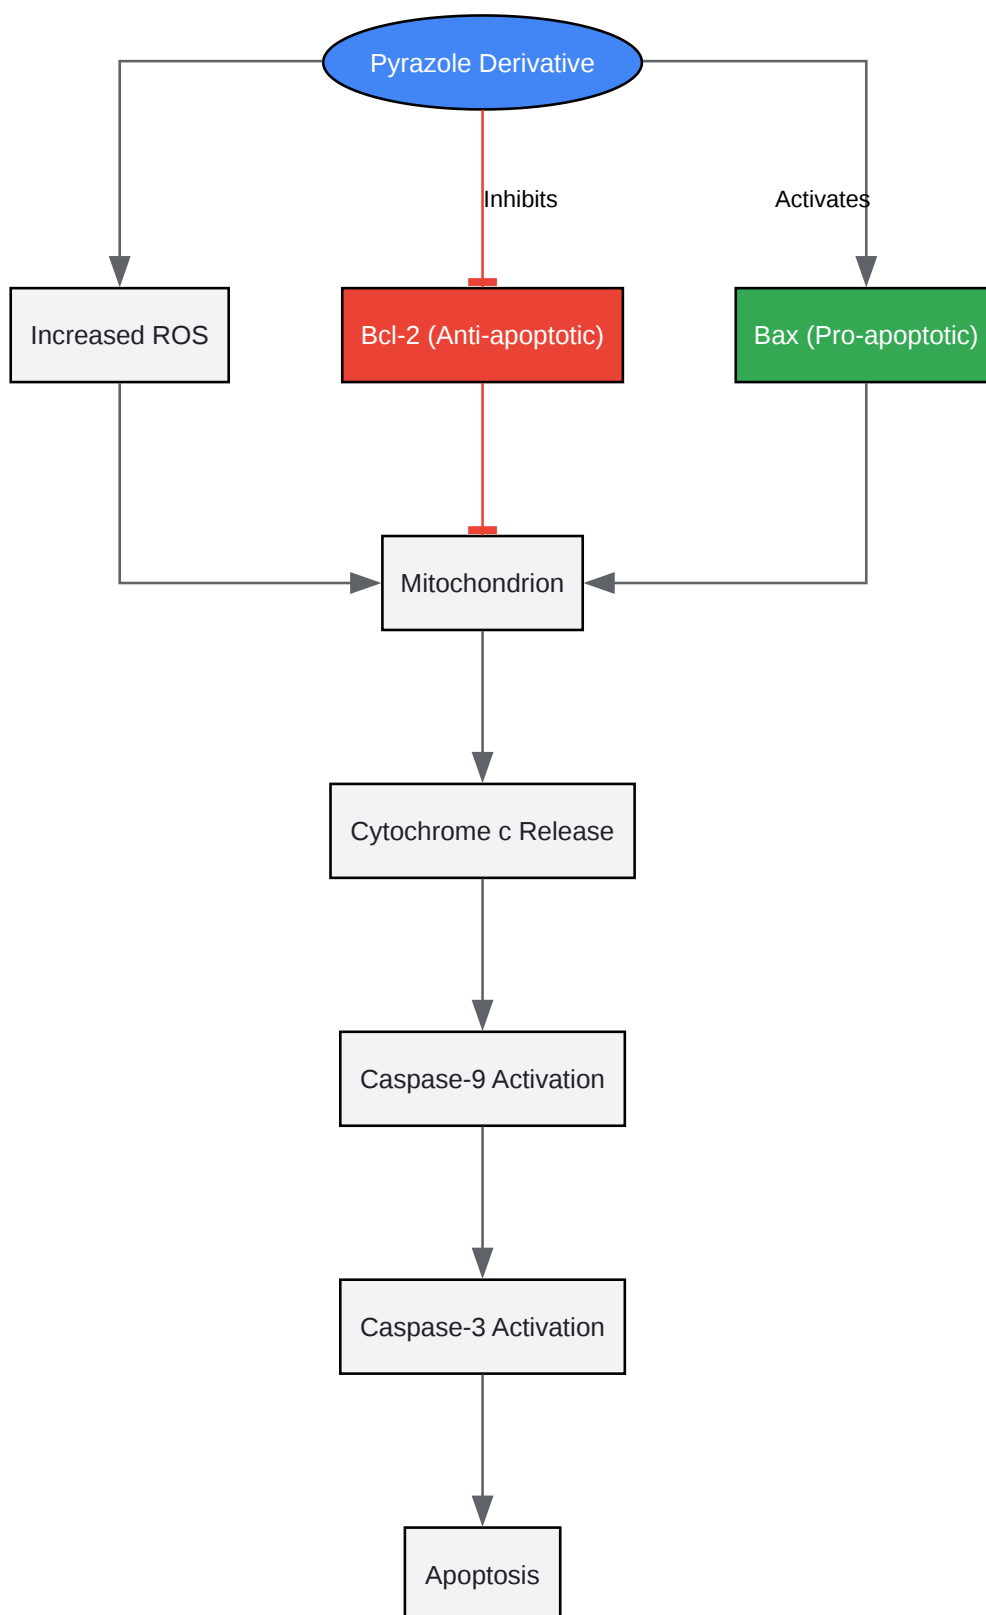 Pyrazole Derivative
Inhibits
Activates
Increased ROS
Bcl-2 (Anti-apoptotic)
Bax (Pro-apoptotic)
Mitochondrion
Cytochrome c Release
Caspase-9 Activation
Caspase-3 Activation
Apoptosis